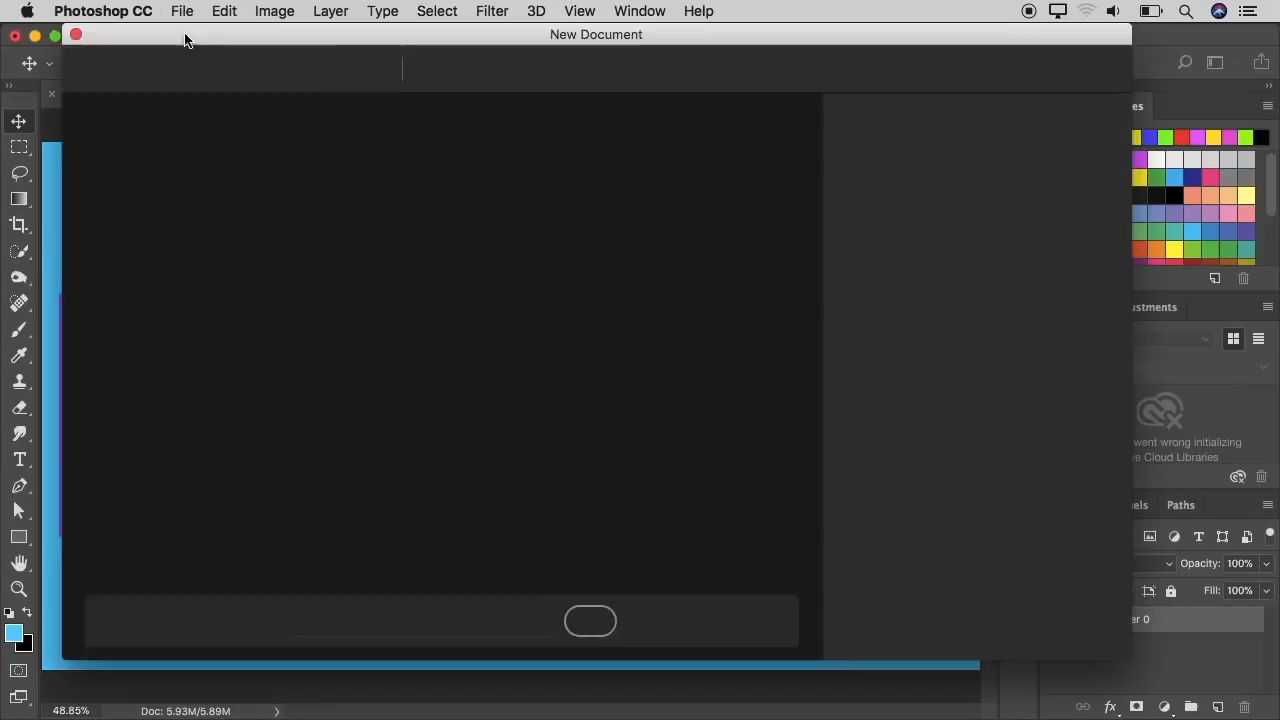 Photoshop CC File Edit Image Layer Type Select Filter 3D View Window Help
New Document
es
ustments
went wrong initializing
ve Cloud Libraries
nels Paths
Opacity: 100%
Fill: 100%
er 0
48.85% Doc: 5.93M/5.89M